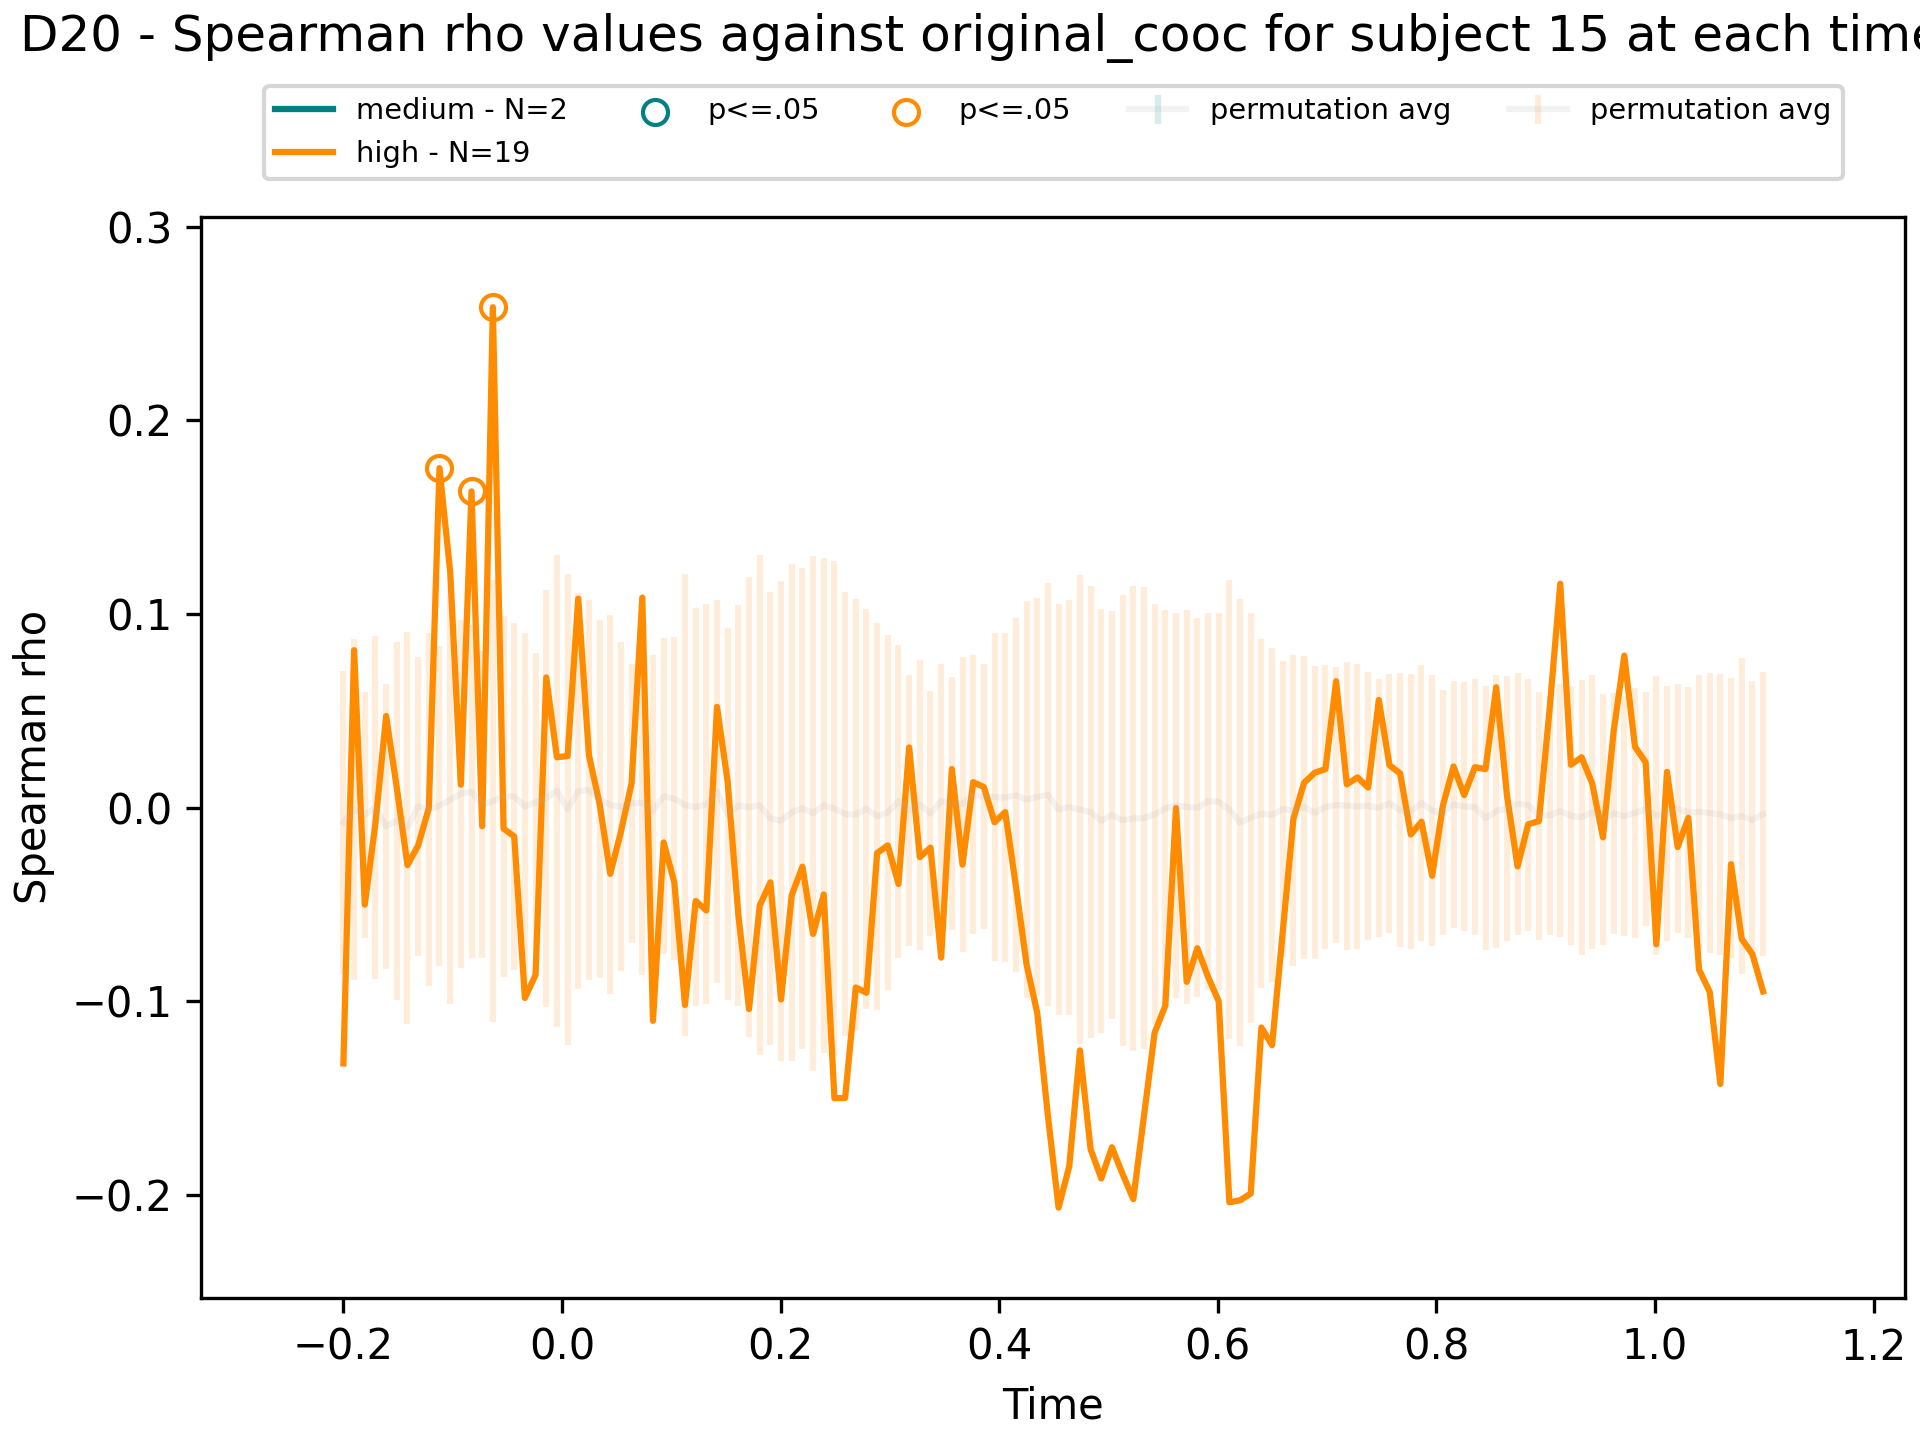 D20 - Spearman rho values against original_cooc for subject 15 at each time
medium - N=2
high - N=19
p<=.05
p<=.05
permutation avg
permutation avg
Spearman rho
0.3
0.2
0.1
0.0
−0.1
−0.2
−0.2
0.0
0.2
0.4
0.6
0.8
1.0
1.2
Time